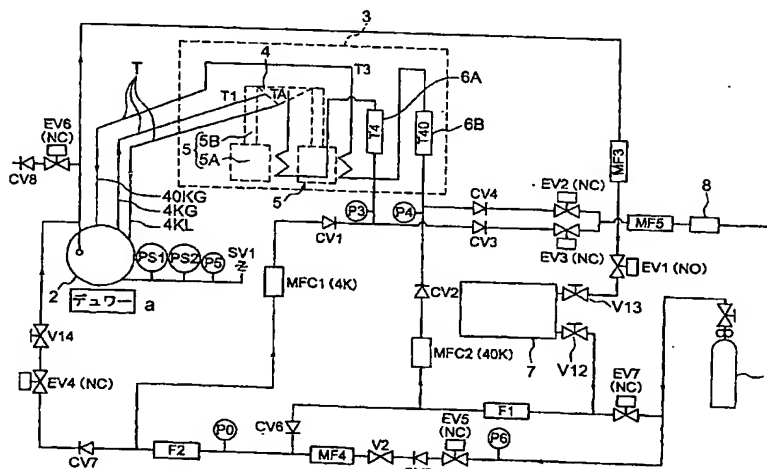 3
4
T
T1
TA
T3
6A
6B
T4
T40
5
5B
5A
5
EV6
(NC)
CV8
40KG
4KG
4KL
MF3
P3
P4
CV4
EV2 (NC)
8
CV1
CV3
MF5
EV3 (NC)
EV1 (NO)
PS1
PS2
P5
SV1
2
デュワー
a
MFC1 (4K)
CV2
V13
V14
MFC2 (40K)
7
V12
EV4 (NC)
EV7
(NC)
CV6
F1
EV5
(NC)
P0
P6
CV7
F2
MF4
V2